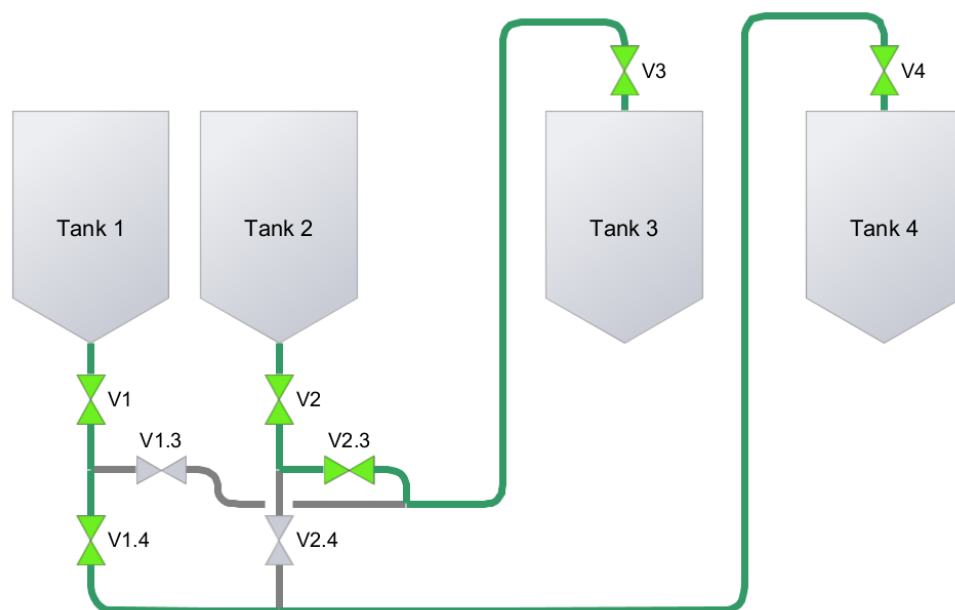 V3
V4
Tank 1
Tank 2
Tank 3
Tank 4
V1
V2
V1.3
V2.3
V1.4
V2.4